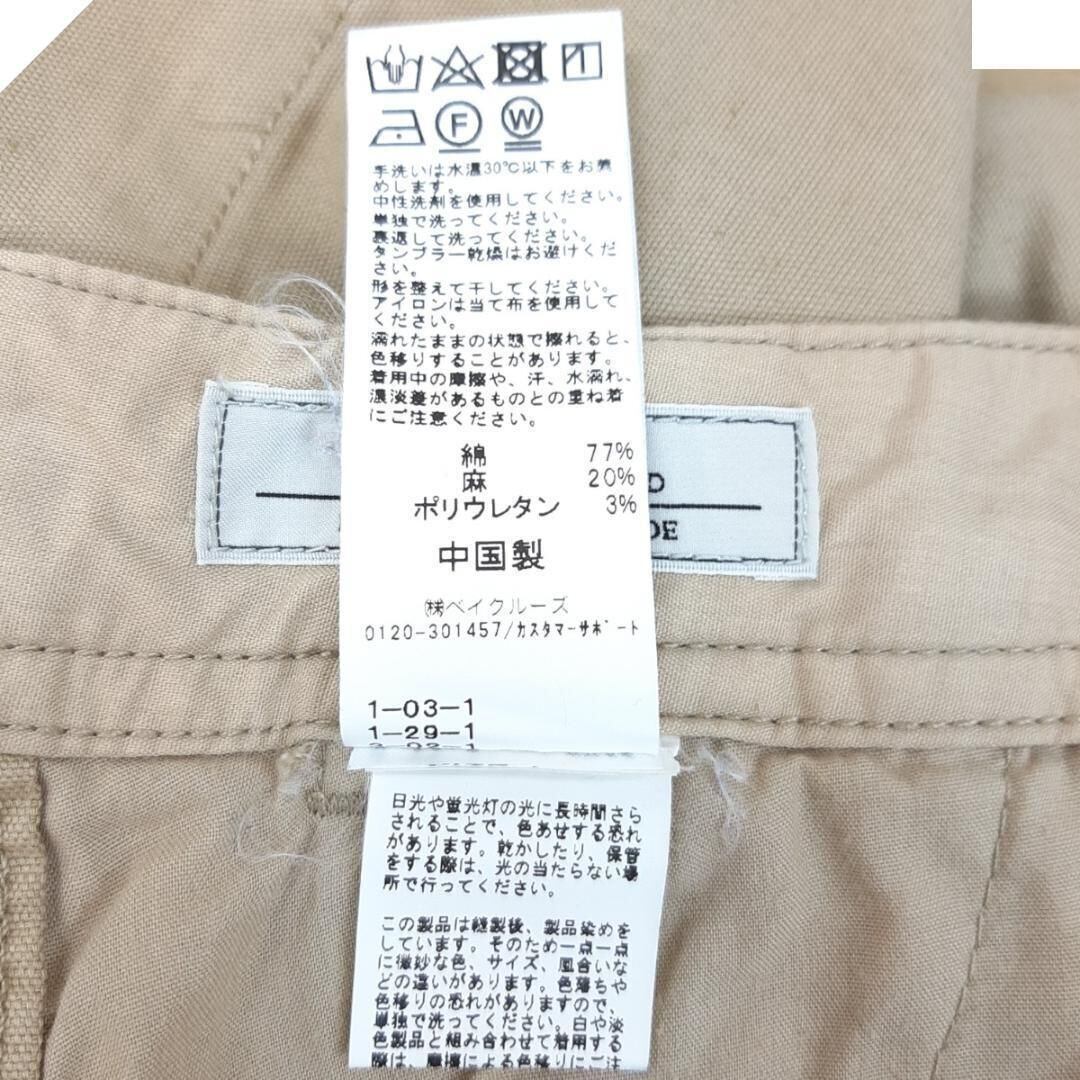 F
W
手洗いは水温30℃以下をお奨
めします。
中性洗剤を使用してください。
単独で洗ってください。
裏返して洗ってください。
タンブラー乾燥はお避けくだ
さい。
形を整えて干してください。
アイロンは当て布を使用して
ください。
濡れたままの状態で擦れると、
色移りすることがあります。
着用中の摩擦や、汗、水濡れ、
濃淡差があるものとの重ね着
にご注意ください。
綿 77%
麻 20%
ポリウレタン 3%
中国製
㈱ベイクルーズ
0120-301457/カスタマーサポート
1-03-1
1-29-1
D
DE
日光や蛍光灯の光に長時間さら
されることで、色あせする恐れ
があります。乾かしたり、保管
をする際は、光の当たらない場
所で行ってください。
この製品は縫製後、製品染めを
しています。そのため一点一点
に微妙な色、サイズ、風合いな
どの違いがあります。色落ちや
色移りの恐れがありますので、
単独で洗ってください。白や淡
色製品と組み合わせて着用する
際は、摩擦による色移りにご注